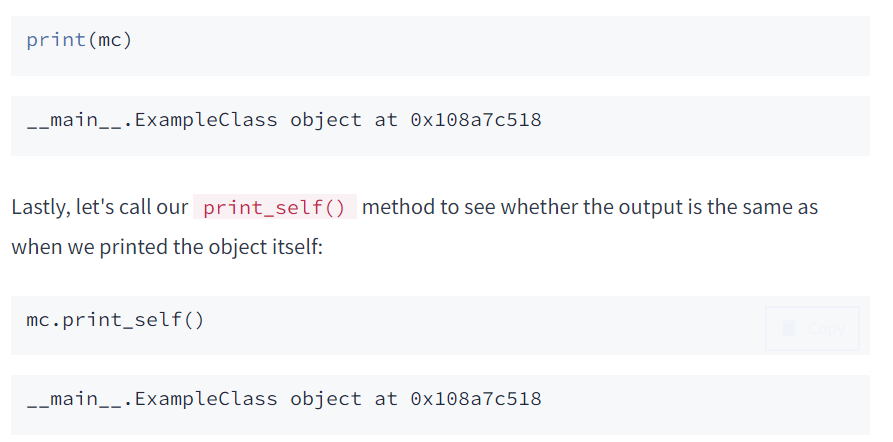 print(mc)
__main__.ExampleClass object at 0x108a7c518
Lastly, let's call our print_self() method to see whether the output is the same as
when we printed the object itself:
mc.print_self()
Copy
__main__.ExampleClass object at 0x108a7c518